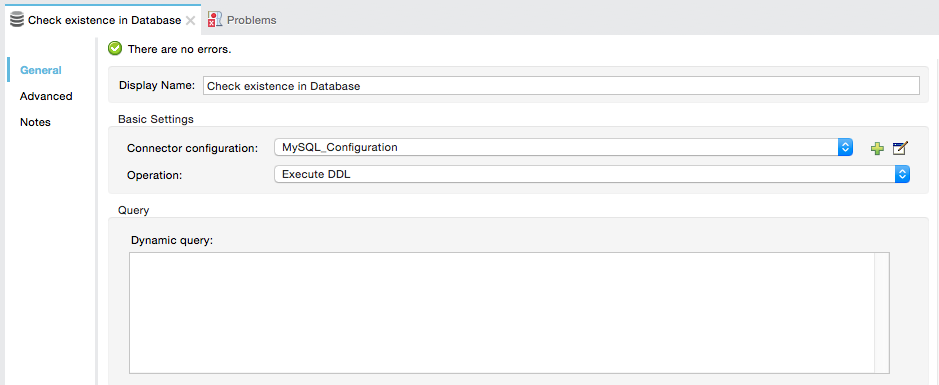 Check existence in Database
Problems
There are no errors.
General
Advanced
Notes
Display Name: Check existence in Database
Basic Settings
Connector configuration: MySQL_Configuration
Operation: Execute DDL
Query
Dynamic query: